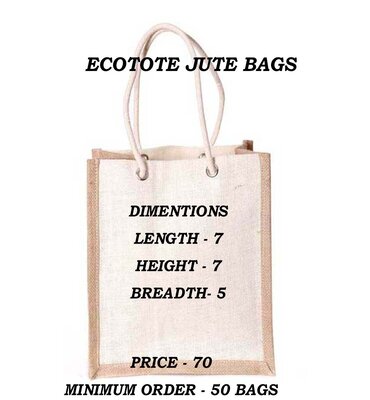 ECOTOTE JUTE BAGS
DIMENTIONS
LENGTH - 7
HEIGHT - 7
BREADTH- 5
PRICE - 70
MINIMUM ORDER - 50 BAGS